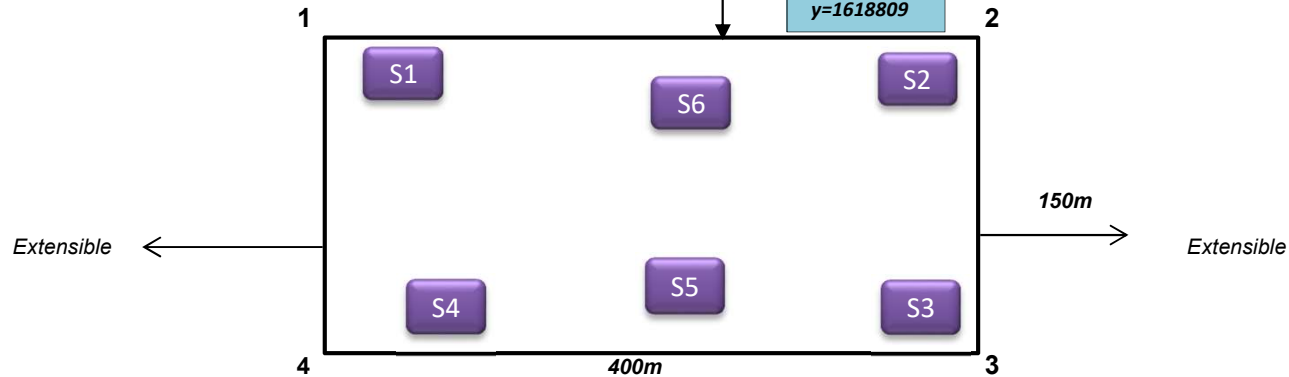 y=1618809
1
2
S1
S2
S6
150m
Extensible
Extensible
S5
S4
S3
4
400m
3